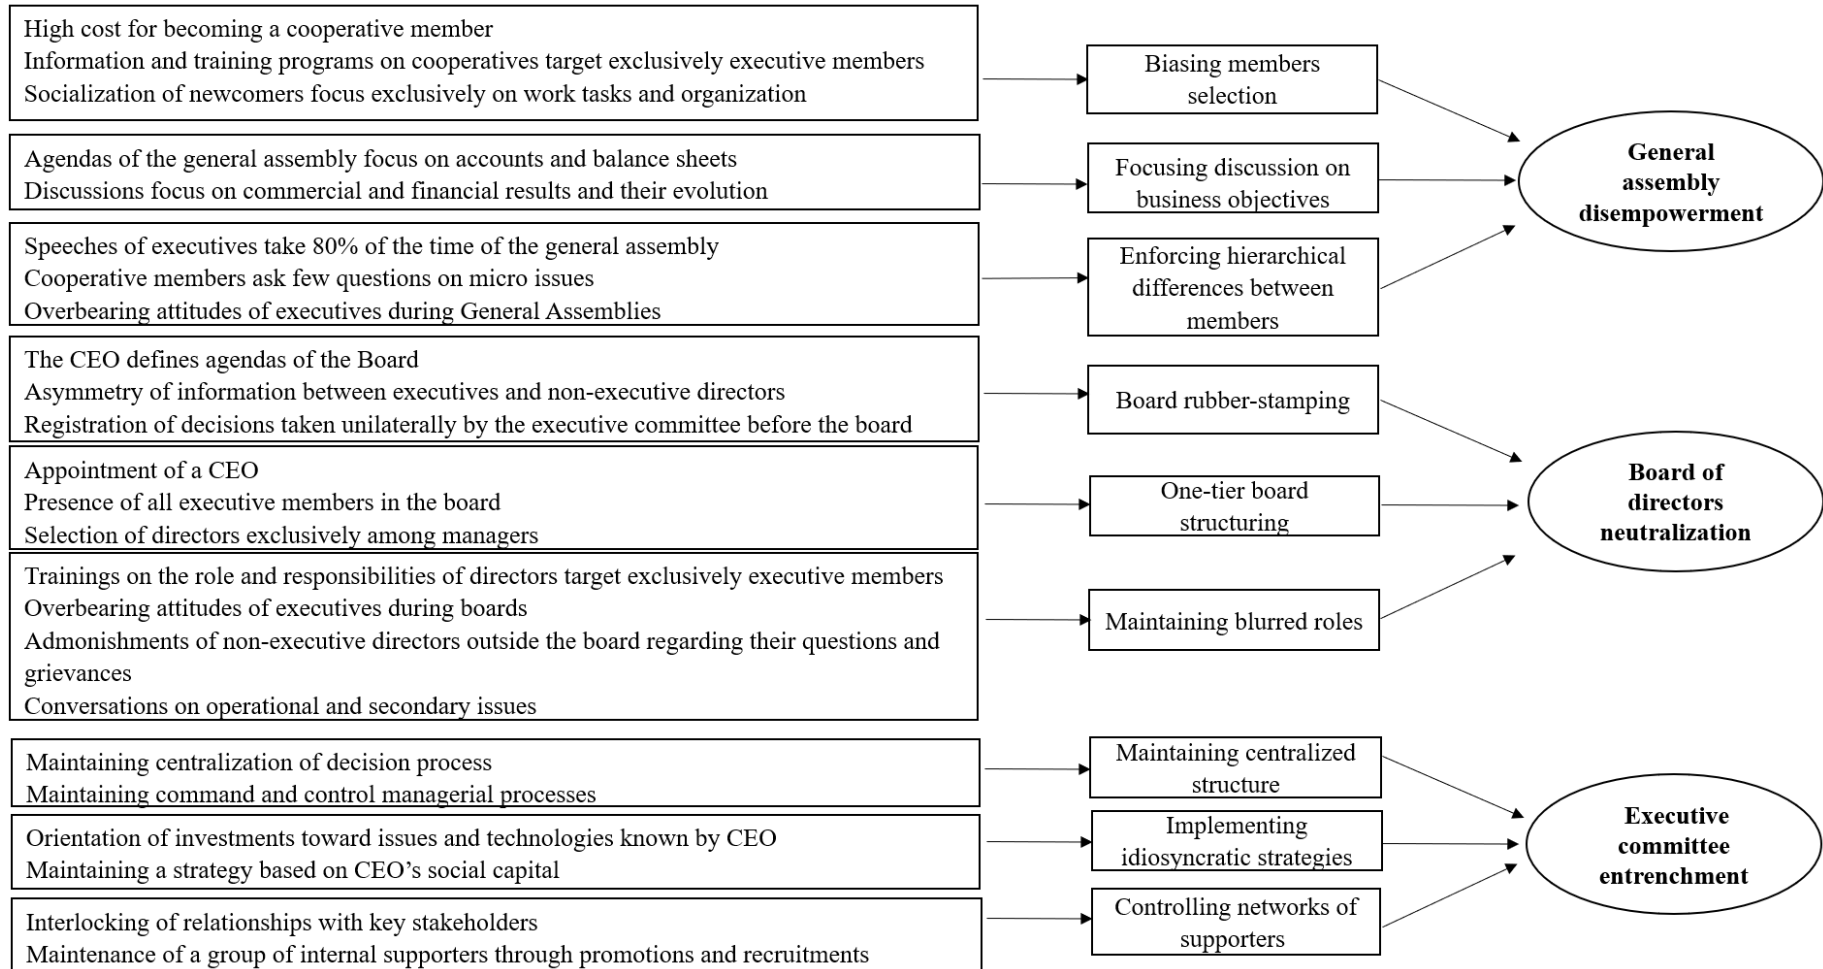 High cost for becoming a cooperative member
Information and training programs on cooperatives target exclusively executive members
Socialization of newcomers focus exclusively on work tasks and organization
Biasing members
selection
Agendas of the general assembly focus on accounts and balance sheets
Discussions focus on commercial and financial results and their evolution
Focusing discussion on
business objectives
Speeches of executives take 80% of the time of the general assembly
Cooperative members ask few questions on micro issues
Overbearing attitudes of executives during General Assemblies
Enforcing hierarchical
differences between
members
General
assembly
disempowerment
The CEO defines agendas of the Board
Asymmetry of information between executives and non-executive directors
Registration of decisions taken unilaterally by the executive committee before the board
Board rubber-stamping
Appointment of a CEO
Presence of all executive members in the board
Selection of directors exclusively among managers
One-tier board
structuring
Trainings on the role and responsibilities of directors target exclusively executive members
Overbearing attitudes of executives during boards
Admonishments of non-executive directors outside the board regarding their questions and
grievances
Conversations on operational and secondary issues
Maintaining blurred roles
Board of
directors
neutralization
Maintaining centralization of decision process
Maintaining command and control managerial processes
Maintaining centralized
structure
Orientation of investments toward issues and technologies known by CEO
Maintaining a strategy based on CEO’s social capital
Implementing
idiosyncratic strategies
Interlocking of relationships with key stakeholders
Maintenance of a group of internal supporters through promotions and recruitments
Controlling networks of
supporters
Executive
committee
entrenchment